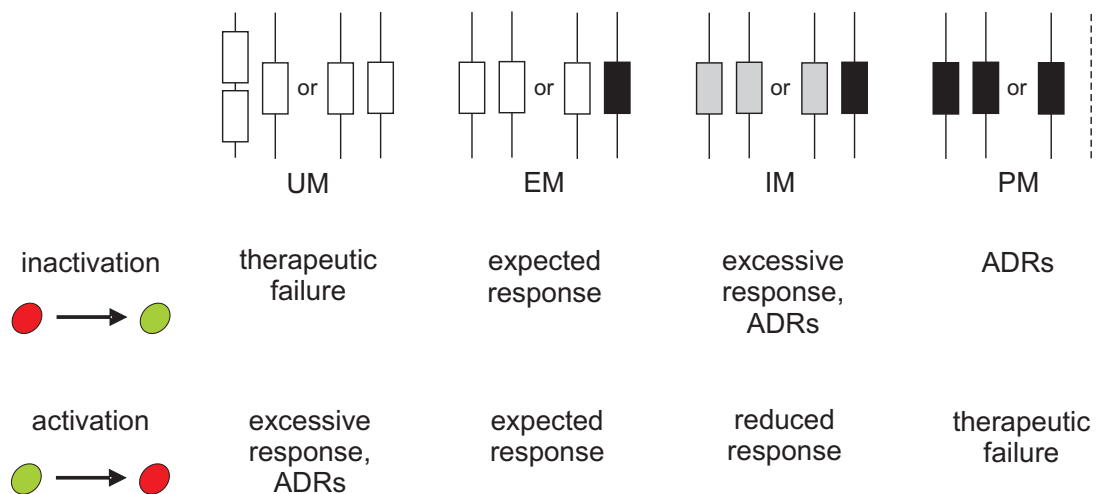 or or or or
UM EM IM PM
inactivation
therapeutic
failure
expected
response
excessive
response,
ADRs
ADRs
activation
excessive
response,
ADRs
expected
response
reduced
response
therapeutic
failure